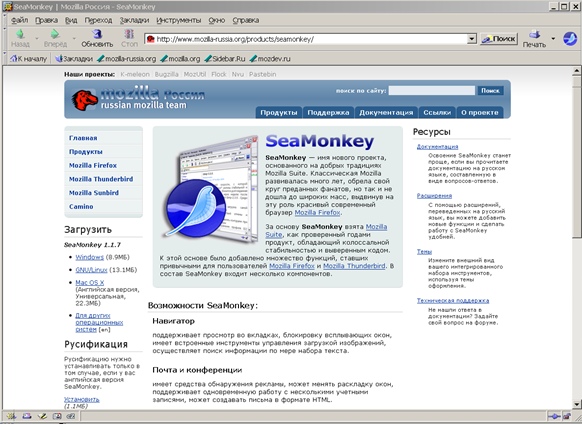 SeaMonkey | Mozilla Россия - SeaMonkey
Файл Правка Вид Переход Закладки Инструменты Окно Справка
Назад Вперед Обновить Стоп http://www.mozilla-russia.org/products/seamonkey/ Поиск Печать
К началу Закладки mozilla-russia.org mozilla.org Sidebar.Ru mozdev.ru
Наши проекты: K-meleon Bugzilla MozUtil Flodi Nvu Pastebin
mozilla Россия
russian mozilla team
поиск по сайту: Поиск
Продукты Поддержка Документация Ссылки О проекте
Главная
Продукты
Mozilla Firefox
Mozilla Thunderbird
Mozilla Sunbird
Camino
Загрузить
SeaMonkey 1.1.7
Windows (8.9МБ)
GNU/Linux (13.1МБ)
Mac OS X
(Английская версия,
Универсальная,
22.3МБ)
Для других
операционных
систем [en]
Русификация
Русификацию нужно
устанавливать только в
том случае, если у вас
английская версия
SeaMonkey.
Установить
(1.1МБ)
SeaMonkey
SeaMonkey — имя нового проекта,
основанного на добрых традициях
Mozilla Suite. Классическая Mozilla
развивалась много лет, обрела свой
круг преданных фанатов, но так и не
дошла до широких масс, выдвинув на
эту роль красивый современный
браузер Mozilla Firefox.
За основу SeaMonkey взята Mozilla
Suite, как проверенный годами
продукт, обладающий колоссальной
стабильностью и выверенным кодом.
К этой основе было добавлено множество функций, ставших
привычными для пользователей Mozilla Firefox и Mozilla Thunderbird. В
состав SeaMonkey входит несколько компонентов.
Возможности SeaMonkey:
Навигатор
поддерживает просмотр во вкладках, блокировку всплывающих окон,
имеет встроенные инструменты управления загрузкой изображений,
осуществляет поиск информации по мере набора текста.
Почта и конференции
имеет средства обнаружения рекламы, может менять раскладку окон,
поддерживает одновременную работу с несколькими учетными
записями, может создавать письма в формате HTML.
Ресурсы
Документация
Освоение SeaMonkey станет
проще, если вы прочитаете
документацию на русском
языке, составленную в
виде вопросов-ответов.
Расширения
С помощью расширений,
переведенных на русский
язык, вы можете добавить
новые функции и сделать
работу с SeaMonkey
удобней.
Темы
Измените внешний вид
вашего интегрированного
набора инструментов,
используя темы
оформления.
Техническая поддержка
Не нашли ответа в
документации? Задайте
свой вопрос на форуме.